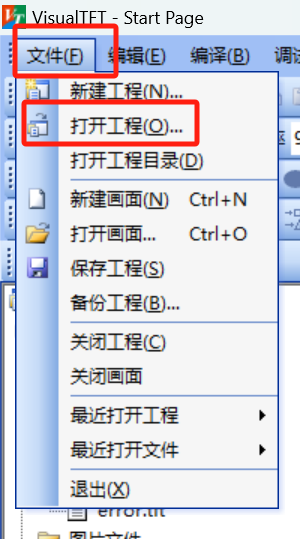 VisualTFT - Start Page
文件(F) 编辑(E) 编译(B) 调试
新建工程(N)...
打开工程(O)...
打开工程目录(D)
新建画面(N) Ctrl+N
打开画面... Ctrl+O
保存工程(S)
备份工程(B)...
关闭工程(C)
关闭画面
最近打开工程
最近打开文件
退出(X)
error.tft
图片文件